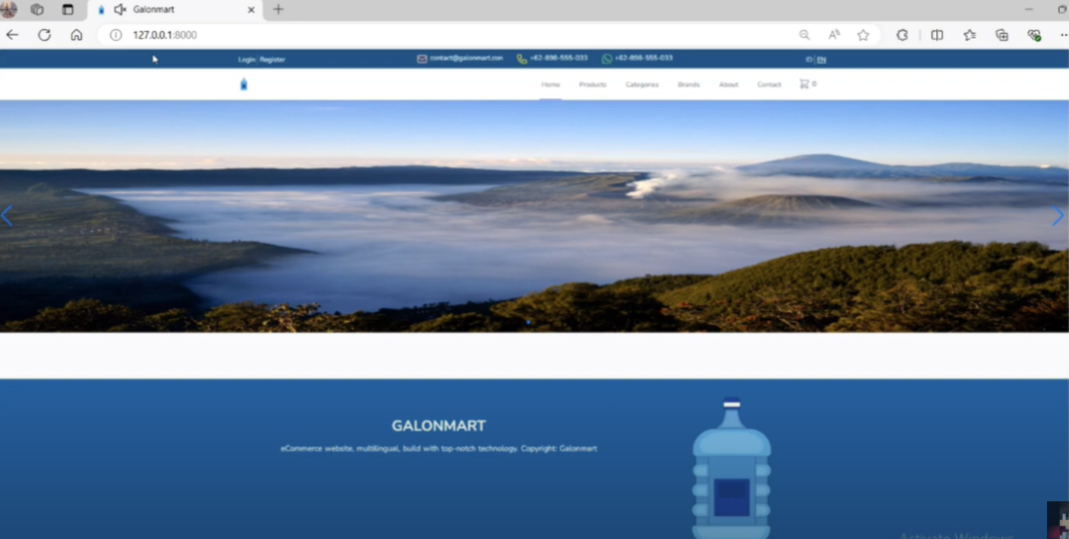 Galonmart
127.0.0.1:8000
Login Register
contact@galonmart.com +62-898-555-033 +62-898-555-033
ID EN
Home Products Categories Brands About Contact 0
GALONMART
eCommerce website, multilingual, build with top-notch technology. Copyright: Galonmart
Activate Windows